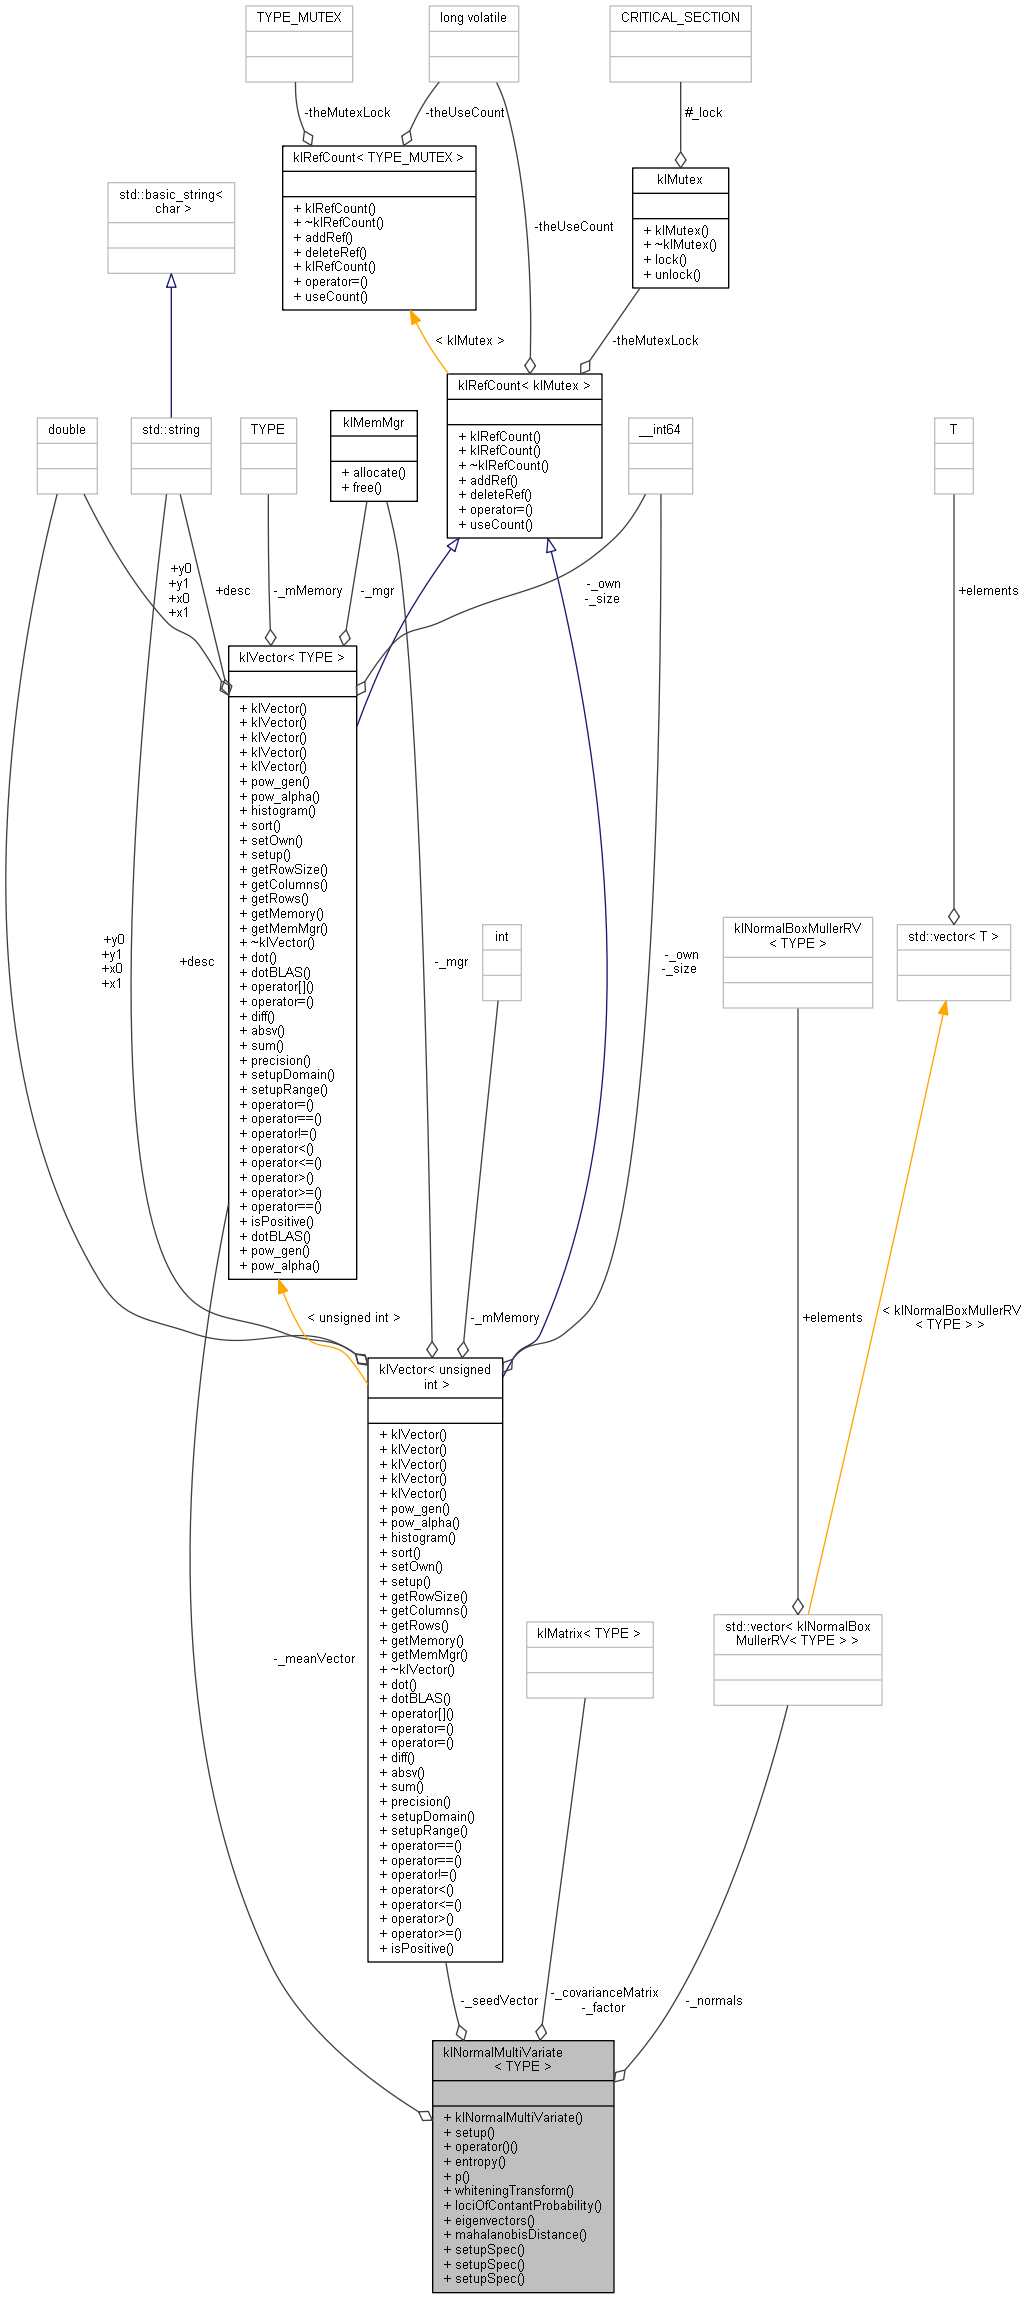 TYPE_MUTEX
long volatile
CRITICAL_SECTION
-theMutexLock
-theUseCount
#_lock
klRefCount< TYPE_MUTEX >
+ klRefCount()
+ ~klRefCount()
+ addRef()
+ deleteRef()
+ klRefCount()
+ operator=()
+ useCount()
klMutex
+ klMutex()
+ ~klMutex()
+ lock()
+ unlock()
std::basic_string<
char >
-theUseCount
< klMutex >
-theMutexLock
klRefCount< klMutex >
+ klRefCount()
+ klRefCount()
+ ~klRefCount()
+ addRef()
+ deleteRef()
+ operator=()
+ useCount()
double
std::string
TYPE
klMemMgr
+ allocate()
+ free()
__int64
T
+y0
+y1
+x0
+x1
+desc
-_mMemory
-_mgr
-_own
-_size
+elements
klVector< TYPE >
+ klVector()
+ klVector()
+ klVector()
+ klVector()
+ klVector()
+ pow_gen()
+ pow_alpha()
+ histogram()
+ sort()
+ setOwn()
+ setup()
+ getRowSize()
+ getColumns()
+ getRows()
+ getMemory()
+ getMemMgr()
+ ~klVector()
+ dot()
+ dotBLAS()
+ operator[]()
+ operator=()
+ diff()
+ absv()
+ sum()
+ precision()
+ setupDomain()
+ setupRange()
+ operator=()
+ operator==()
+ operator!=()
+ operator<()
+ operator<=()
+ operator>()
+ operator>=()
+ operator==()
+ isPositive()
+ dotBLAS()
+ pow_gen()
+ pow_alpha()
+y0
+y1
+x0
+x1
+desc
-_mgr
int
-_own
-_size
klNormalBoxMullerRV
< TYPE >
std::vector< T >
< unsigned int >
-_mMemory
+elements
< klNormalBoxMullerRV
< TYPE > >
klVector< unsigned
int >
+ klVector()
+ klVector()
+ klVector()
+ klVector()
+ klVector()
+ pow_gen()
+ pow_alpha()
+ histogram()
+ sort()
+ setOwn()
+ setup()
+ getRowSize()
+ getColumns()
+ getRows()
+ getMemory()
+ getMemMgr()
+ ~klVector()
+ dot()
+ dotBLAS()
+ operator[]()
+ operator=()
+ operator=()
+ diff()
+ absv()
+ sum()
+ precision()
+ setupDomain()
+ setupRange()
+ operator==()
+ operator==()
+ operator!=()
+ operator<()
+ operator<=()
+ operator>()
+ operator>=()
+ isPositive()
-_meanVector
klMatrix< TYPE >
std::vector< klNormalBox
MullerRV< TYPE > >
-_seedVector
-_covarianceMatrix
-_factor
-_normals
klNormalMultiVariate
< TYPE >
+ klNormalMultiVariate()
+ setup()
+ operator()()
+ entropy()
+ p()
+ whiteningTransform()
+ lociOfContantProbability()
+ eigenvectors()
+ mahalanobisDistance()
+ setupSpec()
+ setupSpec()
+ setupSpec()